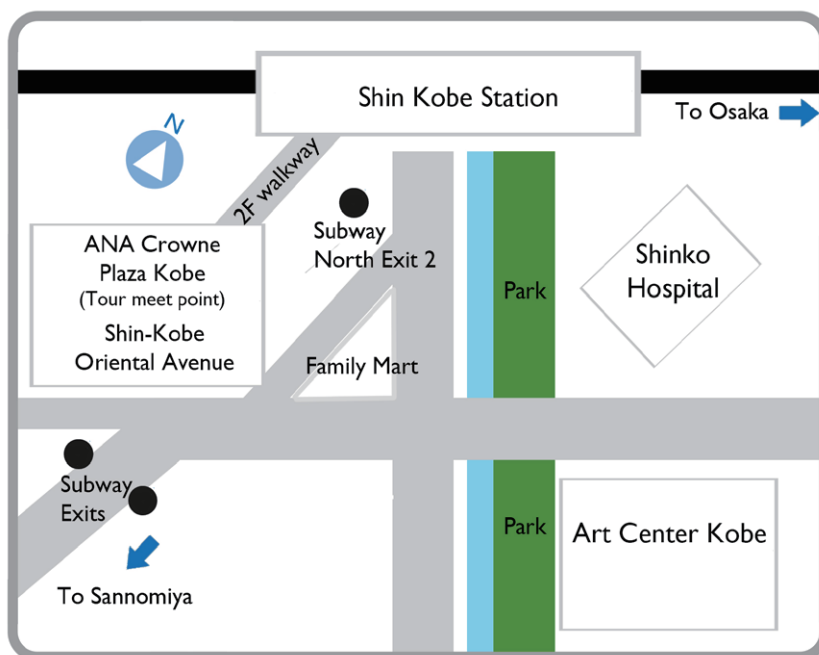 Shin Kobe Station
To Osaka
N
2F walkway
ANA Crowne
Plaza Kobe
(Tour meet point)
Shin-Kobe
Oriental Avenue
Subway
North Exit 2
Park
Shinko
Hospital
Family Mart
Subway
Exits
To Sannomiya
Park
Art Center Kobe